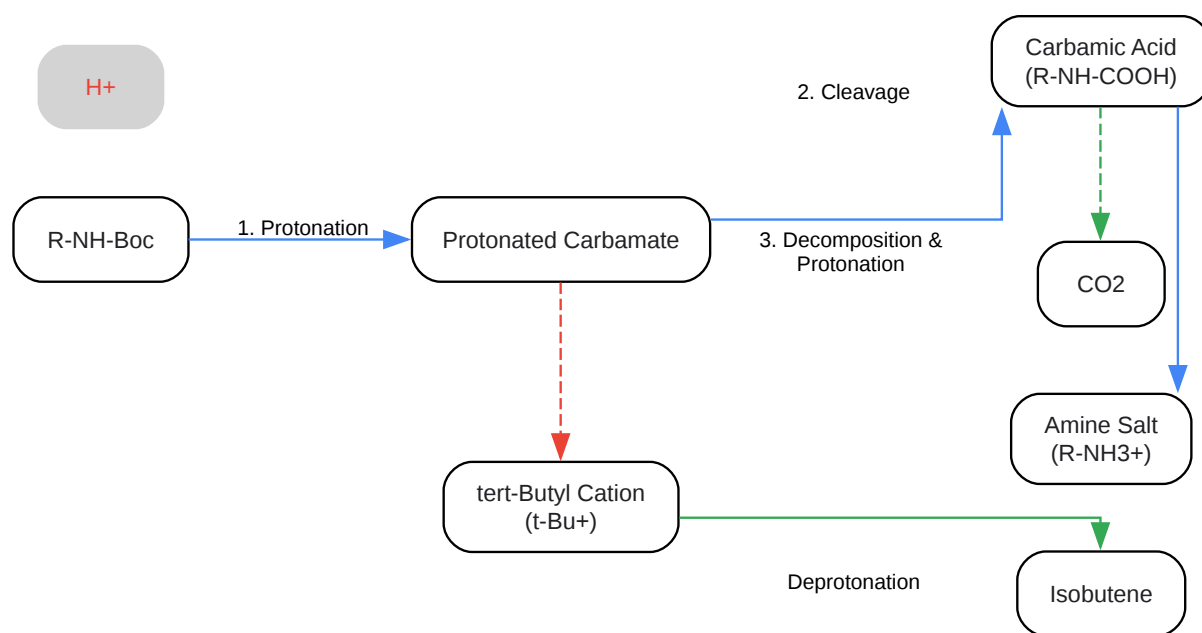 H+
Carbamic Acid
(R-NH-COOH)
2. Cleavage
R-NH-Boc
1. Protonation
Protonated Carbamate
3. Decomposition &
Protonation
CO2
Amine Salt
(R-NH3+)
tert-Butyl Cation
(t-Bu+)
Deprotonation
Isobutene